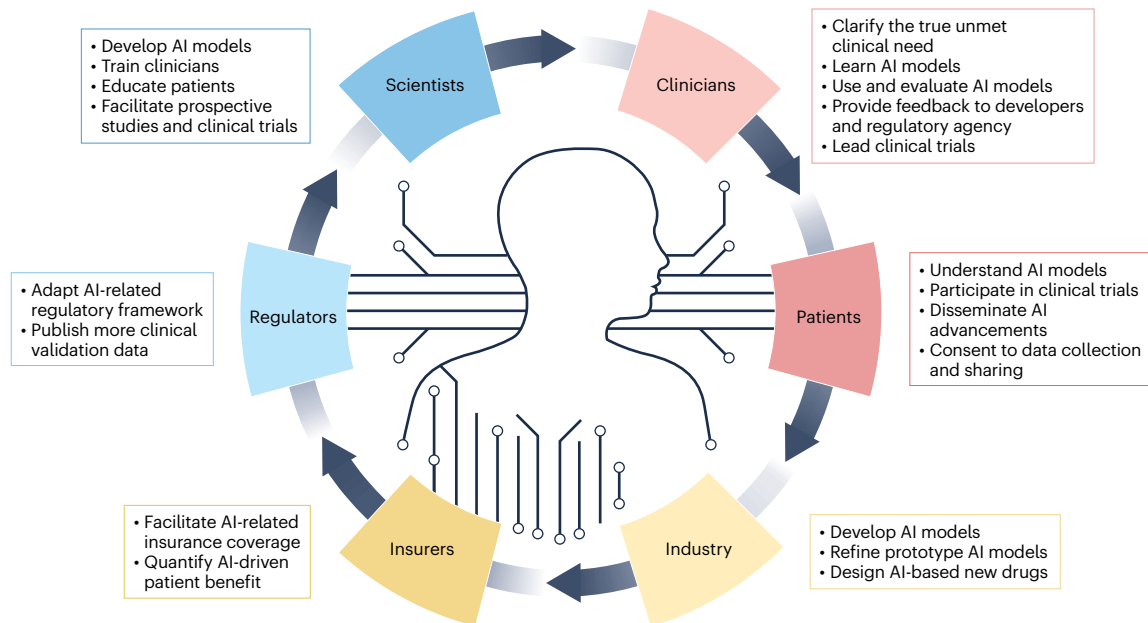 • Develop AI models
• Train clinicians
• Educate patients
• Facilitate prospective
studies and clinical trials
Scientists
Clinicians
• Clarify the true unmet
clinical need
• Learn AI models
• Use and evaluate AI models
• Provide feedback to developers
and regulatory agency
• Lead clinical trials
• Adapt AI-related
regulatory framework
• Publish more clinical
validation data
Regulators
Patients
• Understand AI models
• Participate in clinical trials
• Disseminate AI
advancements
• Consent to data collection
and sharing
• Facilitate AI-related
insurance coverage
• Quantify AI-driven
patient benefit
Insurers
Industry
• Develop AI models
• Refine prototype AI models
• Design AI-based new drugs